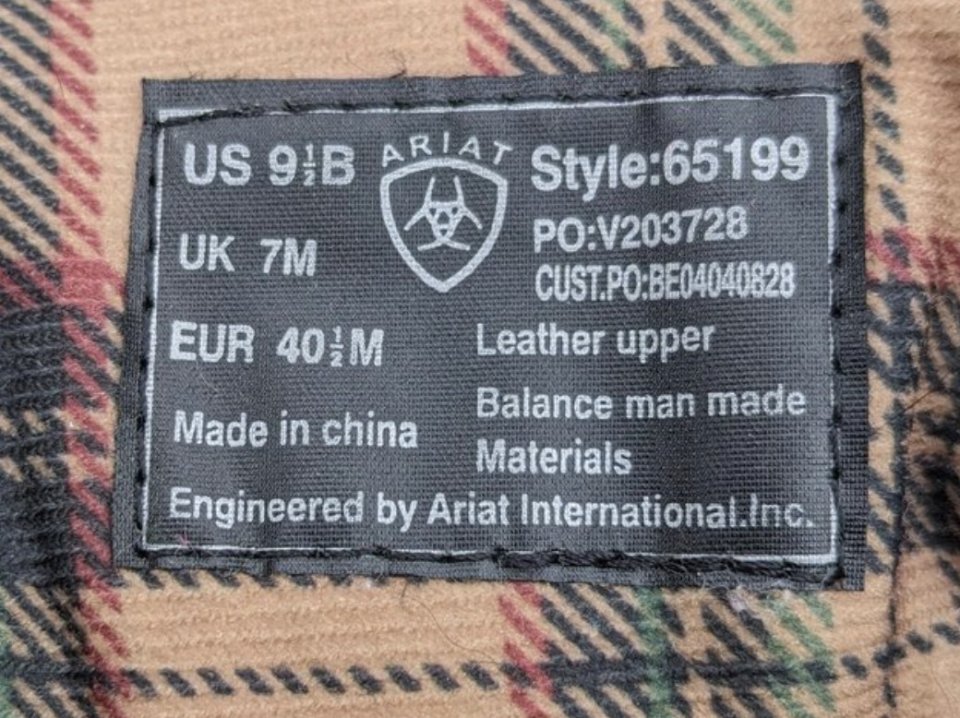 US 9½B
ARIAT
Style:65199
UK 7M
PO:V203728
CUST.PO:BE04040828
EUR 40½M
Leather upper
Made in china
Balance man made
Materials
Engineered by Ariat International.Inc.